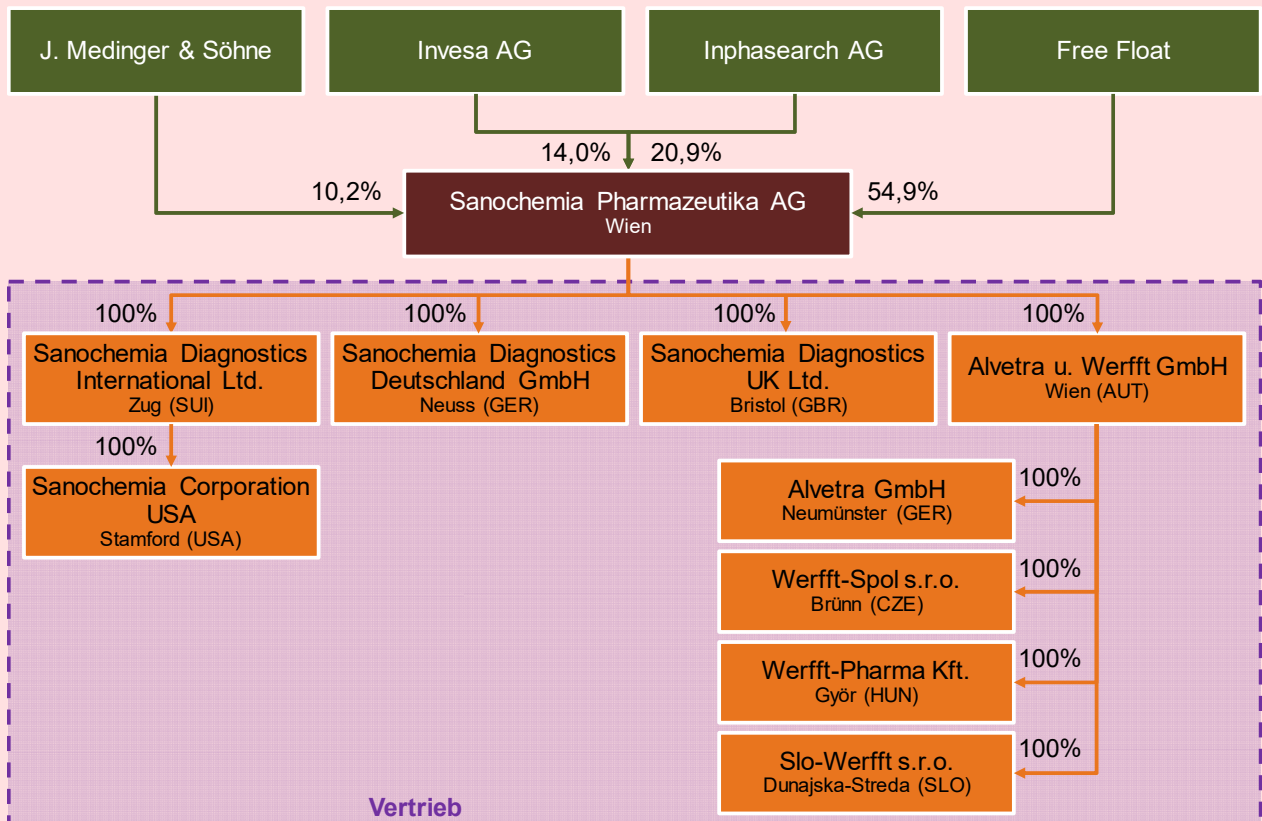 J. Medinger & Söhne
Invesa AG
Inphasearch AG
Free Float
14,0%
20,9%
10,2%
54,9%
Sanochemia Pharmazeutika AG
Wien
100%
100%
100%
100%
Sanochemia Diagnostics
International Ltd.
Zug (SUI)
Sanochemia Diagnostics
Deutschland GmbH
Neuss (GER)
Sanochemia Diagnostics
UK Ltd.
Bristol (GBR)
Alvetra u. Werfft GmbH
Wien (AUT)
100%
Sanochemia Corporation
USA
Stamford (USA)
100%
Alvetra GmbH
Neumünster (GER)
100%
Werfft-Spol s.r.o.
Brünn (CZE)
100%
Werfft-Pharma Kft.
Györ (HUN)
100%
Slo-Werfft s.r.o.
Dunajska-Streda (SLO)
Vertrieb